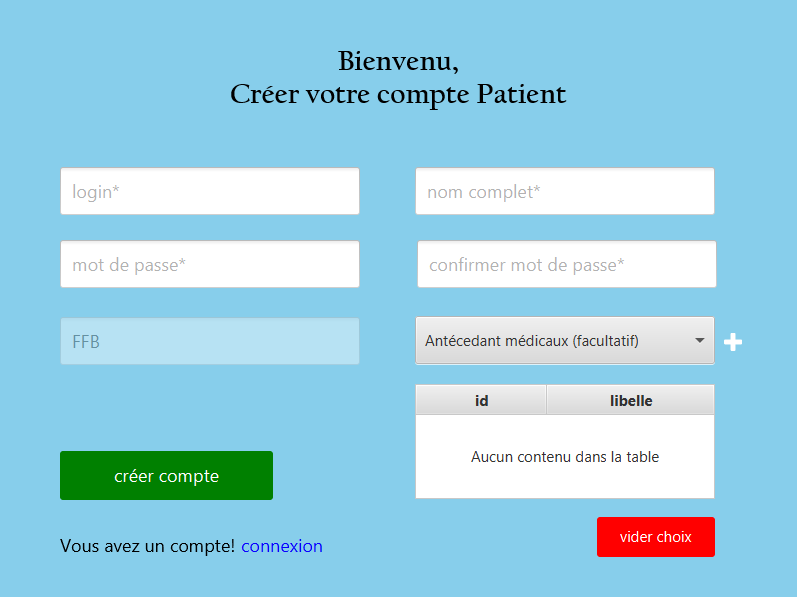 Bienvenu,
Créer votre compte Patient
login*
nom complet*
mot de passe*
confirmer mot de passe*
FFB
Antécedant médicaux (facultatif)
id
libelle
Aucun contenu dans la table
créer compte
vider choix
Vous avez un compte! connexion